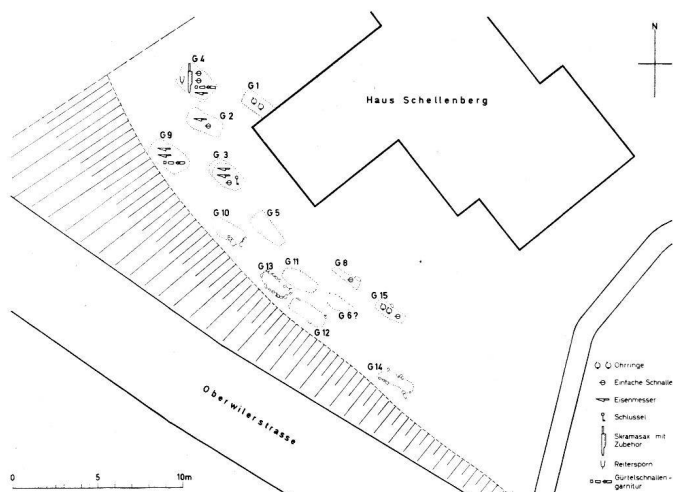 N
G 4
G 1
Haus Schellenberg
G 2
G 9
G 3
G 10
G 5
G 8
G 11
G 13
G 15
G 6 ?
G 12
G 14
Oberwilerstrasse
Ohrringe
Einfache Schnalle
Eisenmesser
Schlüssel
Skramasax mit
Zubehör
Reitersporn
Gürtelschnallen-
garnitur
0 5 10m